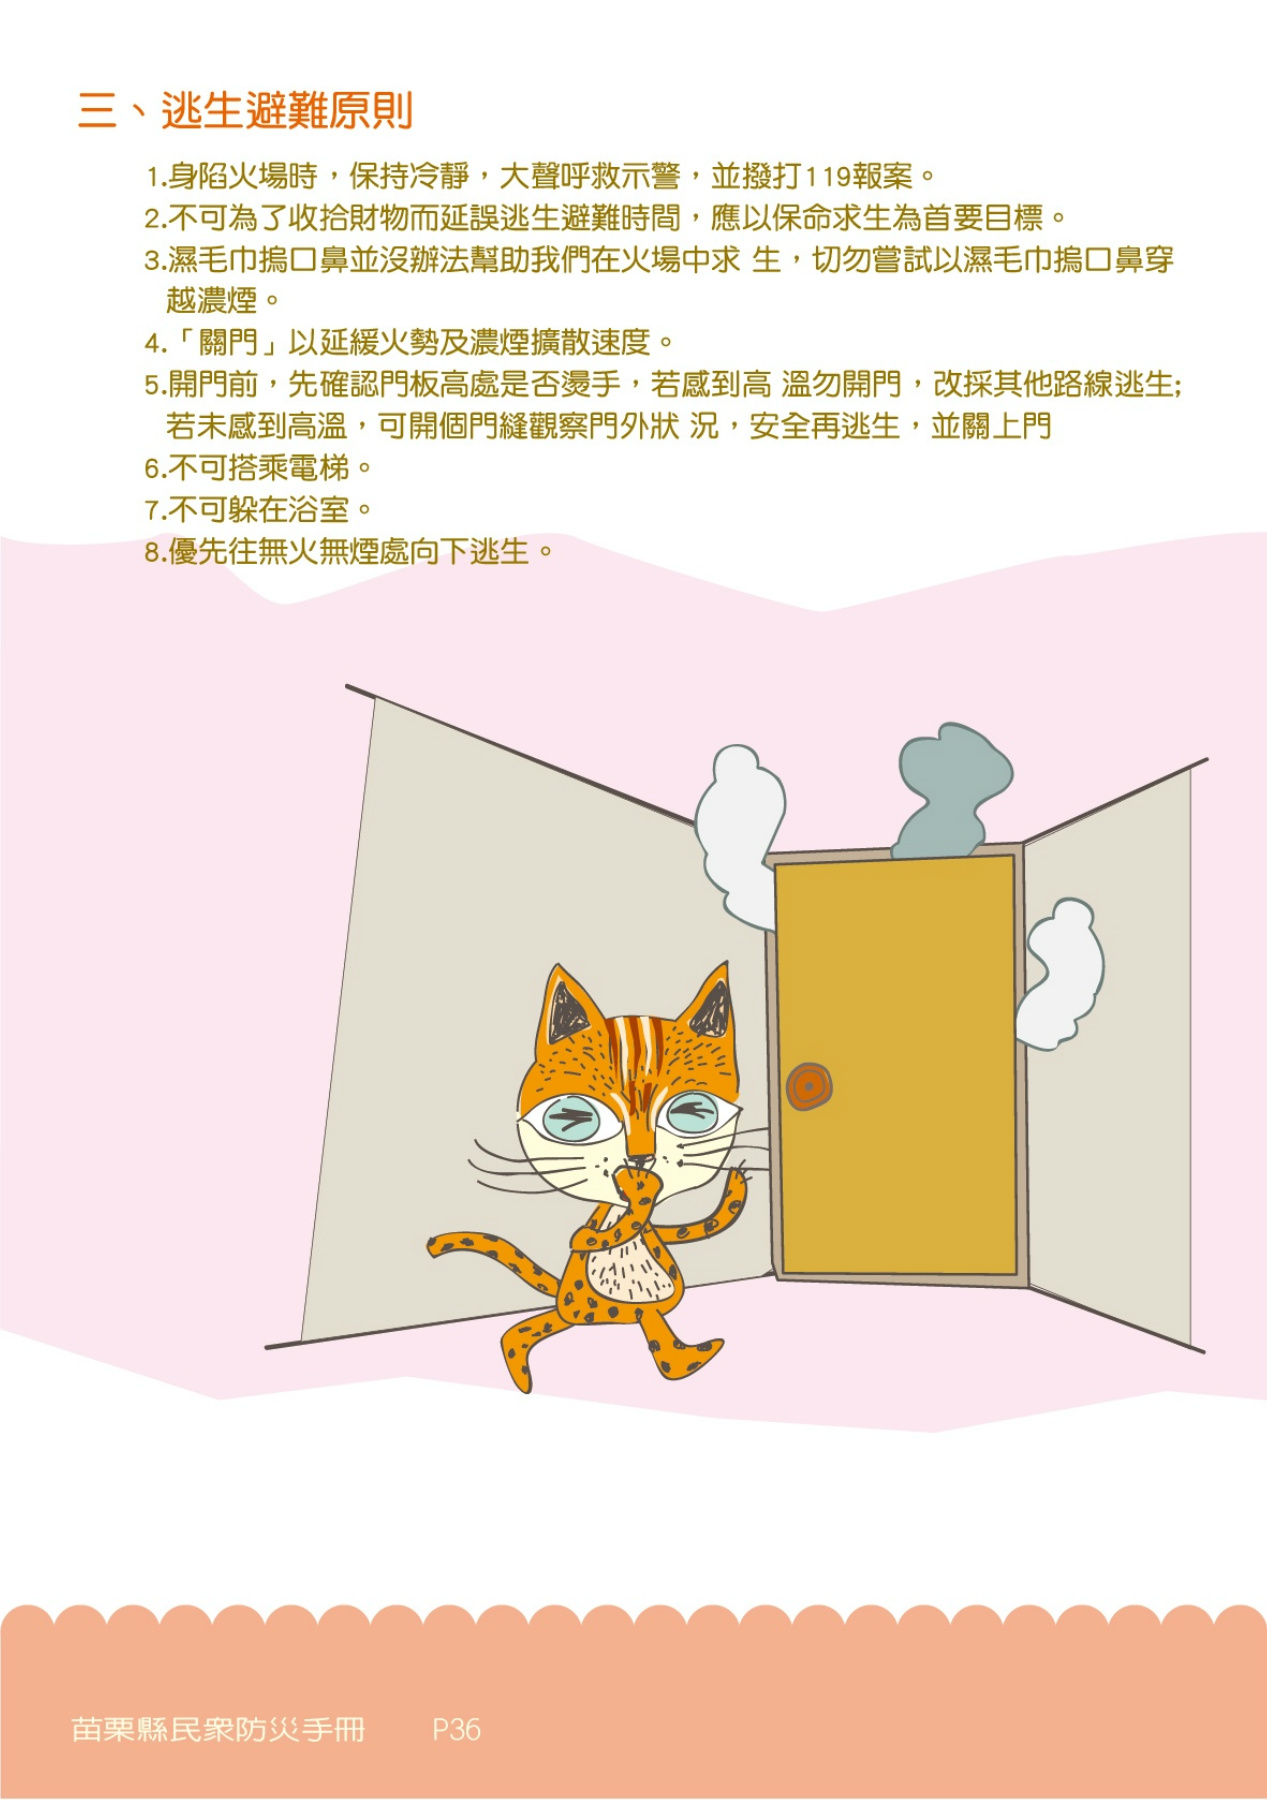 三、逃生避難原則
1.身陷火場時，保持冷靜，大聲呼救示警，並撥打119報案。
2.不可為了收拾財物而延誤逃生避難時間，應以保命求生為首要目標。
3.濕毛巾摀口鼻並沒辦法幫助我們在火場中求 生，切勿嘗試以濕毛巾摀口鼻穿
越濃煙。
4.「關門」以延緩火勢及濃煙擴散速度。
5.開門前，先確認門板高處是否燙手，若感到高 溫勿開門，改採其他路線逃生;
若未感到高溫，可開個門縫觀察門外狀 況，安全再逃生，並關上門
6.不可搭乘電梯。
7.不可躲在浴室。
8.優先往無火無煙處向下逃生。
苗栗縣民衆防災手冊 P36